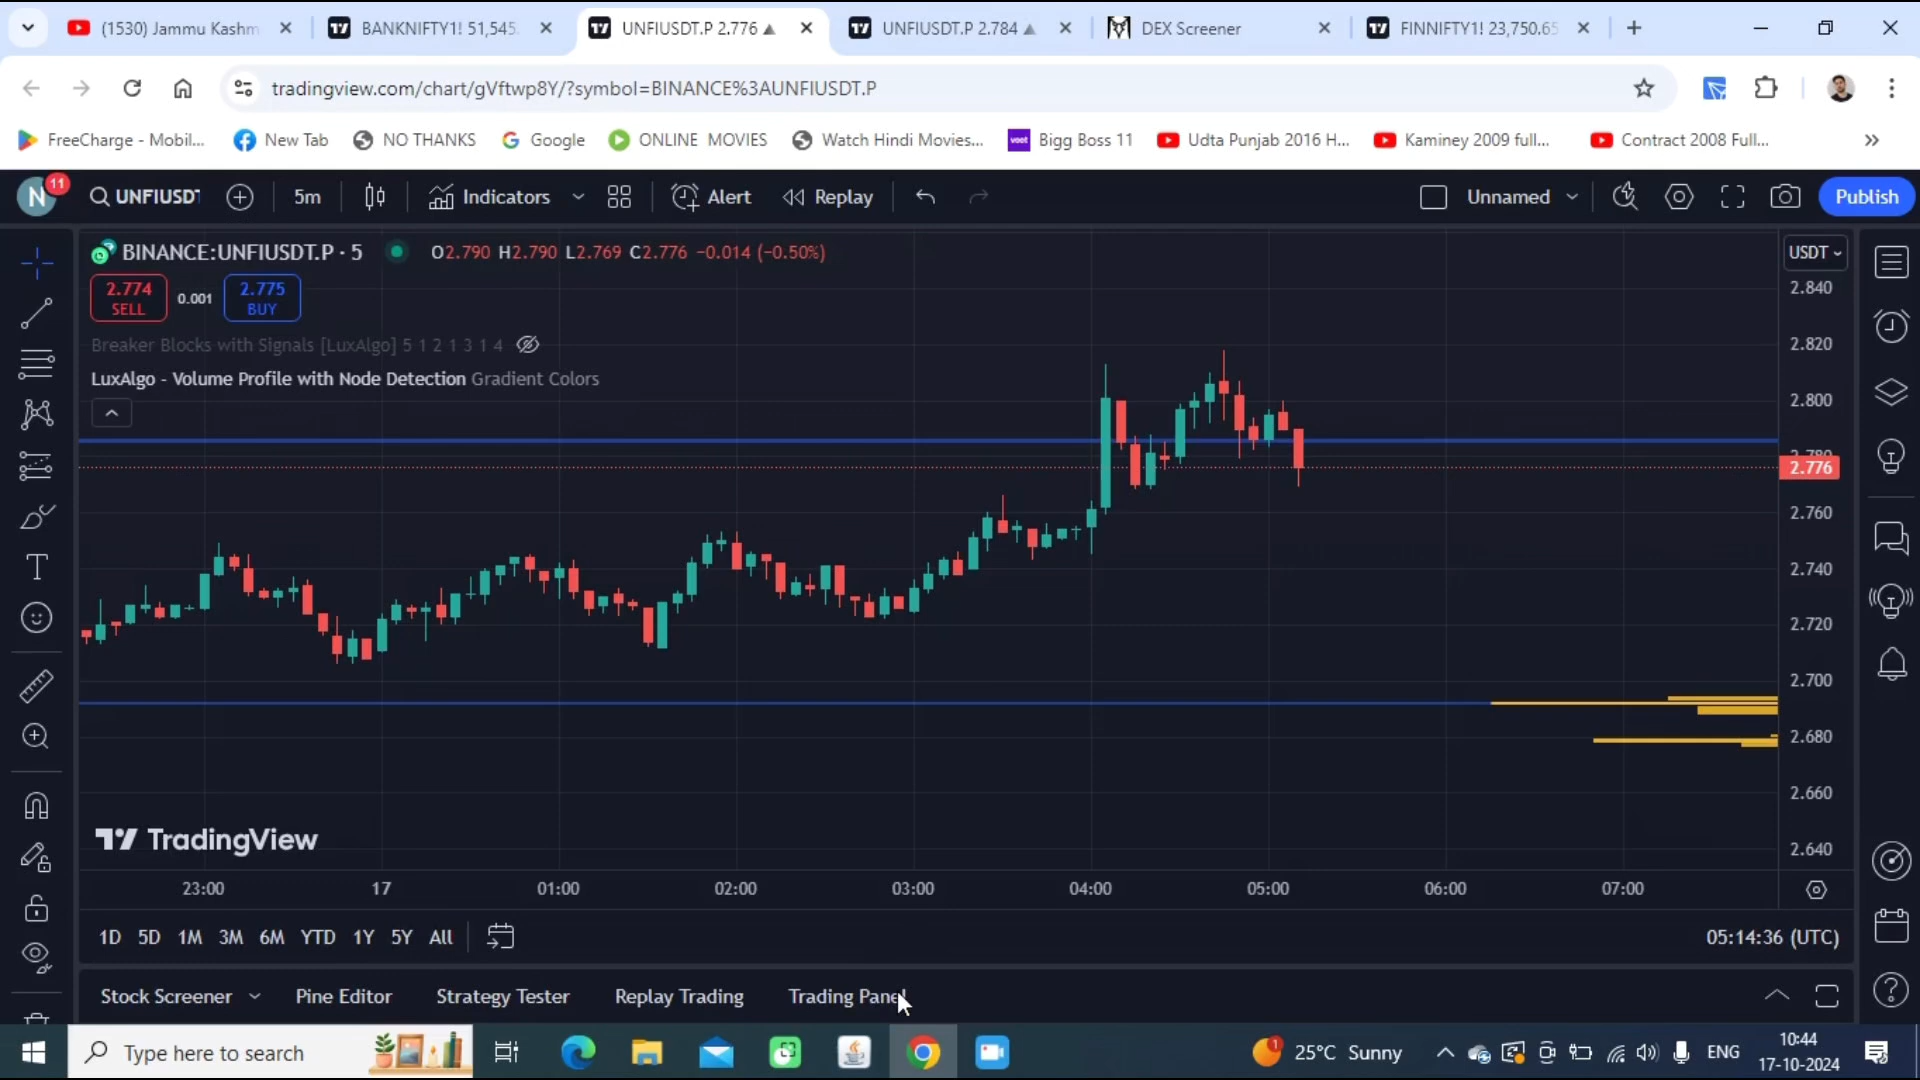 (1530) Jammu Kashm
BANKNIFTY1! 51,545.
UNFIUSDT.P 2.776 ▲
UNFIUSDT.P 2.784 ▲
DEX Screener
FINNIFTY1! 23,750.65
tradingview.com/chart/gVftwp8Y/?symbol=BINANCE%3AUNFIUSDT.P
FreeCharge - Mobil...
New Tab
NO THANKS
Google
ONLINE MOVIES
Watch Hindi Movies...
voot
Bigg Boss 11
Udta Punjab 2016 H...
Kaminey 2009 full...
Contract 2008 Full...
N
11
UNFIUSDT
5m
Indicators
Alert
Replay
Unnamed
Publish
BINANCE:UNFIUSDT.P · 5
O2.790 H2.790 L2.769 C2.776 −0.014 (−0.50%)
USDT
2.774
SELL
0.001
2.775
BUY
Breaker Blocks with Signals [LuxAlgo] 5 1 2 1 3 1 4
LuxAlgo - Volume Profile with Node Detection Gradient Colors
2.840
2.820
2.800
2.780
2.776
2.760
2.740
2.720
2.700
2.680
2.660
2.640
TradingView
23:00
17
01:00
02:00
03:00
04:00
05:00
06:00
07:00
1D 5D 1M 3M 6M YTD 1Y 5Y All
05:14:36 (UTC)
Stock Screener
Pine Editor
Strategy Tester
Replay Trading
Trading Panel
Type here to search
1
25°C Sunny
ENG
10:44
17-10-2024